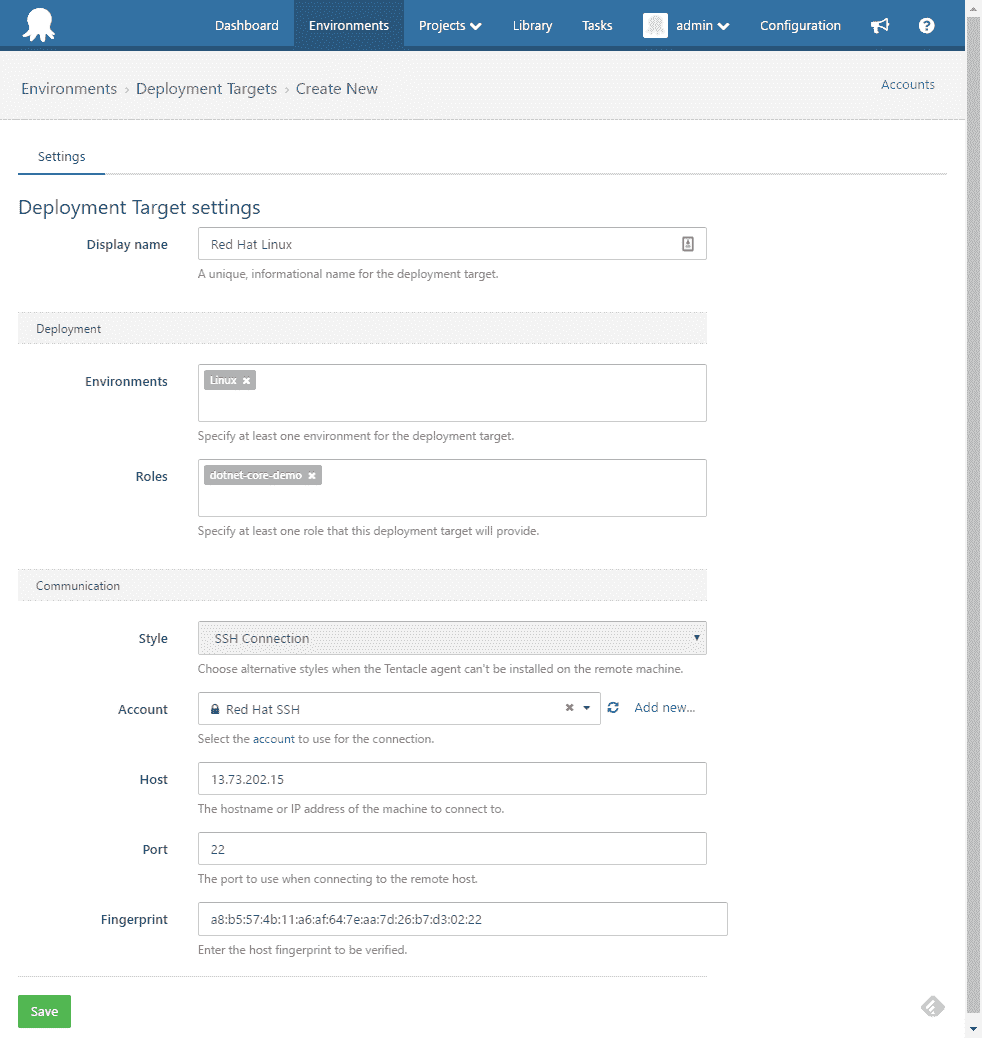 Dashboard Environments Projects Library Tasks admin Configuration
Environments › Deployment Targets › Create New Accounts
Settings
Deployment Target settings
Display name Red Hat Linux
A unique, informational name for the deployment target.
Deployment
Environments Linux ×
Specify at least one environment for the deployment target.
Roles dotnet-core-demo ×
Specify at least one role that this deployment target will provide.
Communication
Style SSH Connection
Choose alternative styles when the Tentacle agent can't be installed on the remote machine.
Account Red Hat SSH × Add new...
Select the account to use for the connection.
Host 13.73.202.15
The hostname or IP address of the machine to connect to.
Port 22
The port to use when connecting to the remote host.
Fingerprint a8:b5:57:4b:11:a6:af:64:7e:aa:7d:26:b7:d3:02:22
Enter the host fingerprint to be verified.
Save